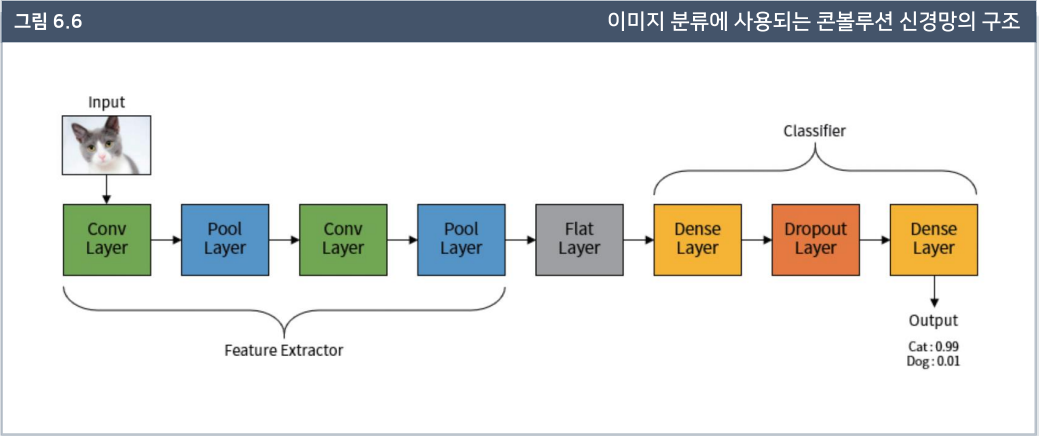 그림 6.6
이미지 분류에 사용되는 콘볼루션 신경망의 구조
Input
Classifier
Conv
Layer
Pool
Layer
Conv
Layer
Pool
Layer
Flat
Layer
Dense
Layer
Dropout
Layer
Dense
Layer
Feature Extractor
Output
Cat : 0.99
Dog : 0.01